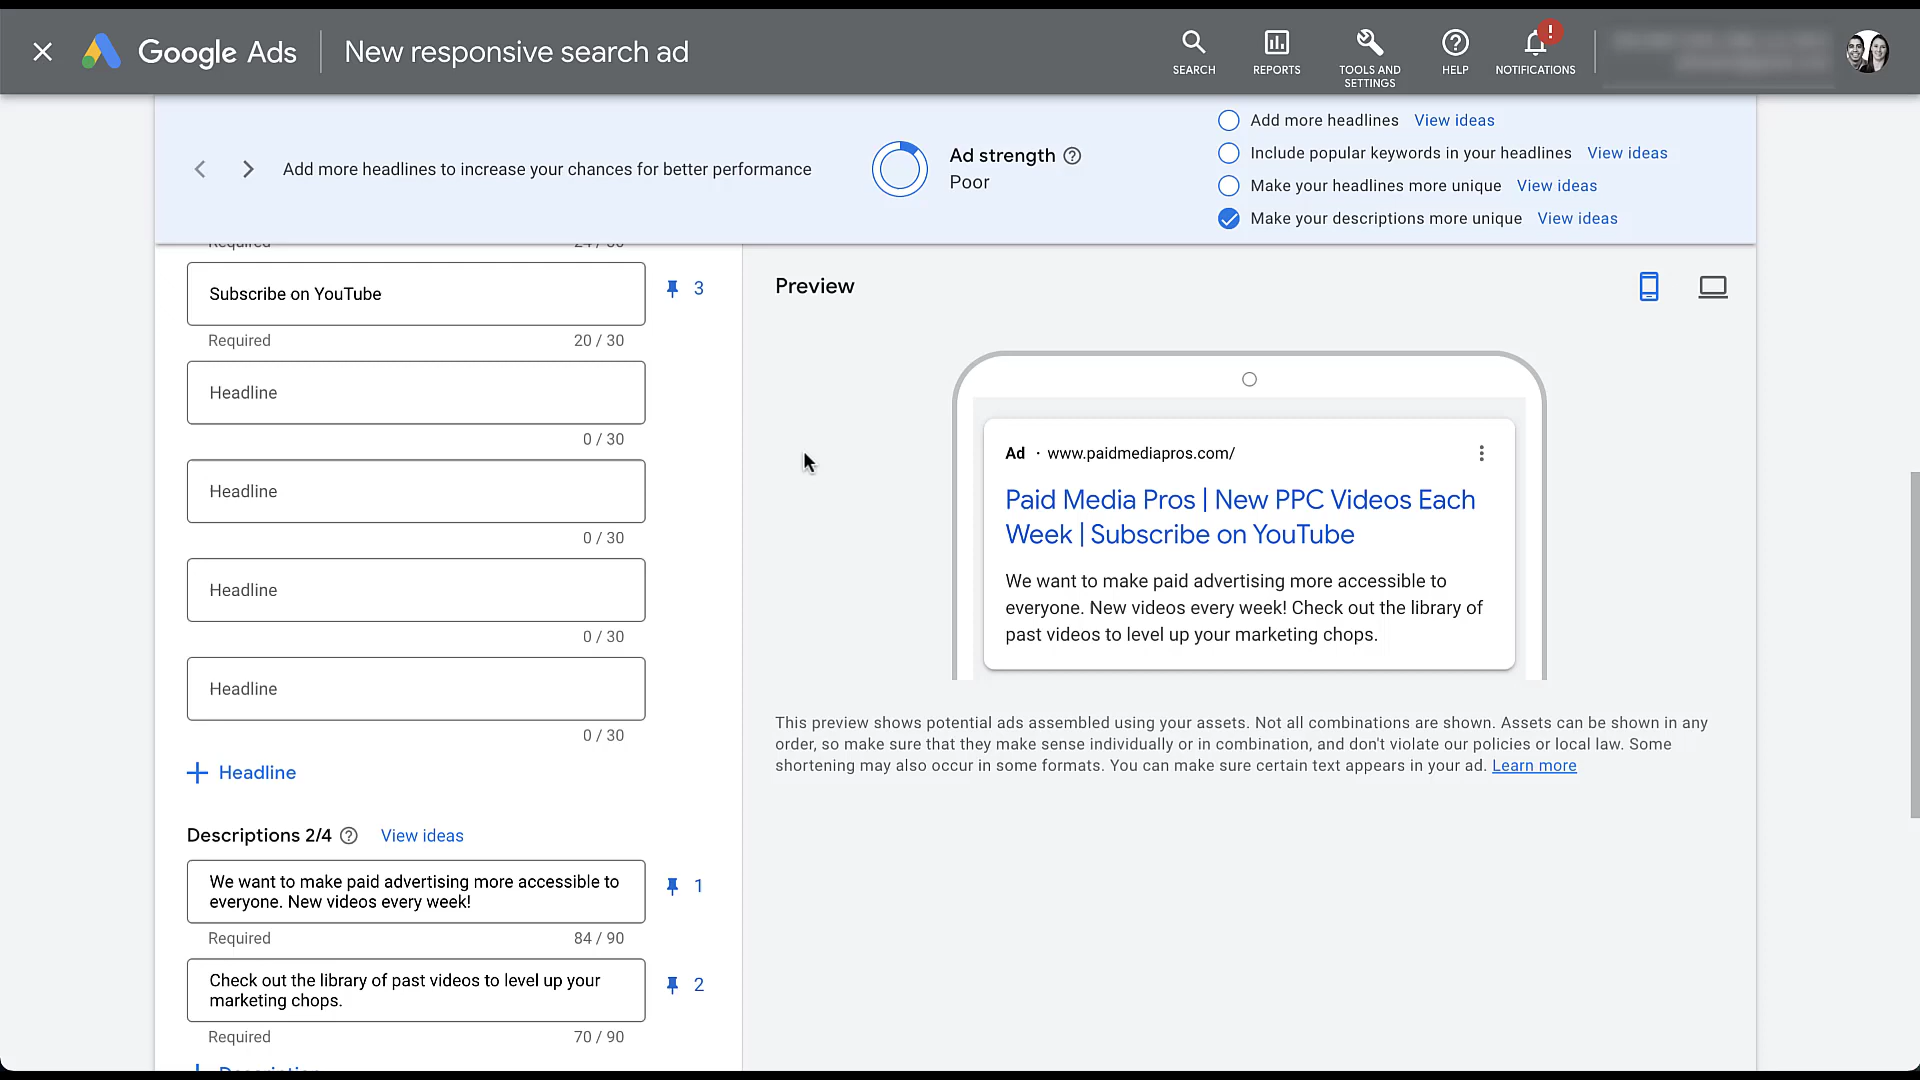 Google Ads
New responsive search ad
SEARCH
REPORTS
TOOLS AND
SETTINGS
HELP
!
NOTIFICATIONS
Add more headlines to increase your chances for better performance
Ad strength
Poor
Add more headlines View ideas
Include popular keywords in your headlines View ideas
Make your headlines more unique View ideas
Make your descriptions more unique View ideas
Required
Subscribe on YouTube
3
Required 20 / 30
Headline
0 / 30
Headline
0 / 30
Headline
0 / 30
Headline
0 / 30
Headline
Descriptions 2/4 View ideas
We want to make paid advertising more accessible to
everyone. New videos every week!
1
Required 84 / 90
Check out the library of past videos to level up your
marketing chops.
2
Required 70 / 90
Preview
Ad · www.paidmediapros.com/
Paid Media Pros | New PPC Videos Each
Week | Subscribe on YouTube
We want to make paid advertising more accessible to
everyone. New videos every week! Check out the library of
past videos to level up your marketing chops.
This preview shows potential ads assembled using your assets. Not all combinations are shown. Assets can be shown in any
order, so make sure that they make sense individually or in combination, and don't violate our policies or local law. Some
shortening may also occur in some formats. You can make sure certain text appears in your ad. Learn more